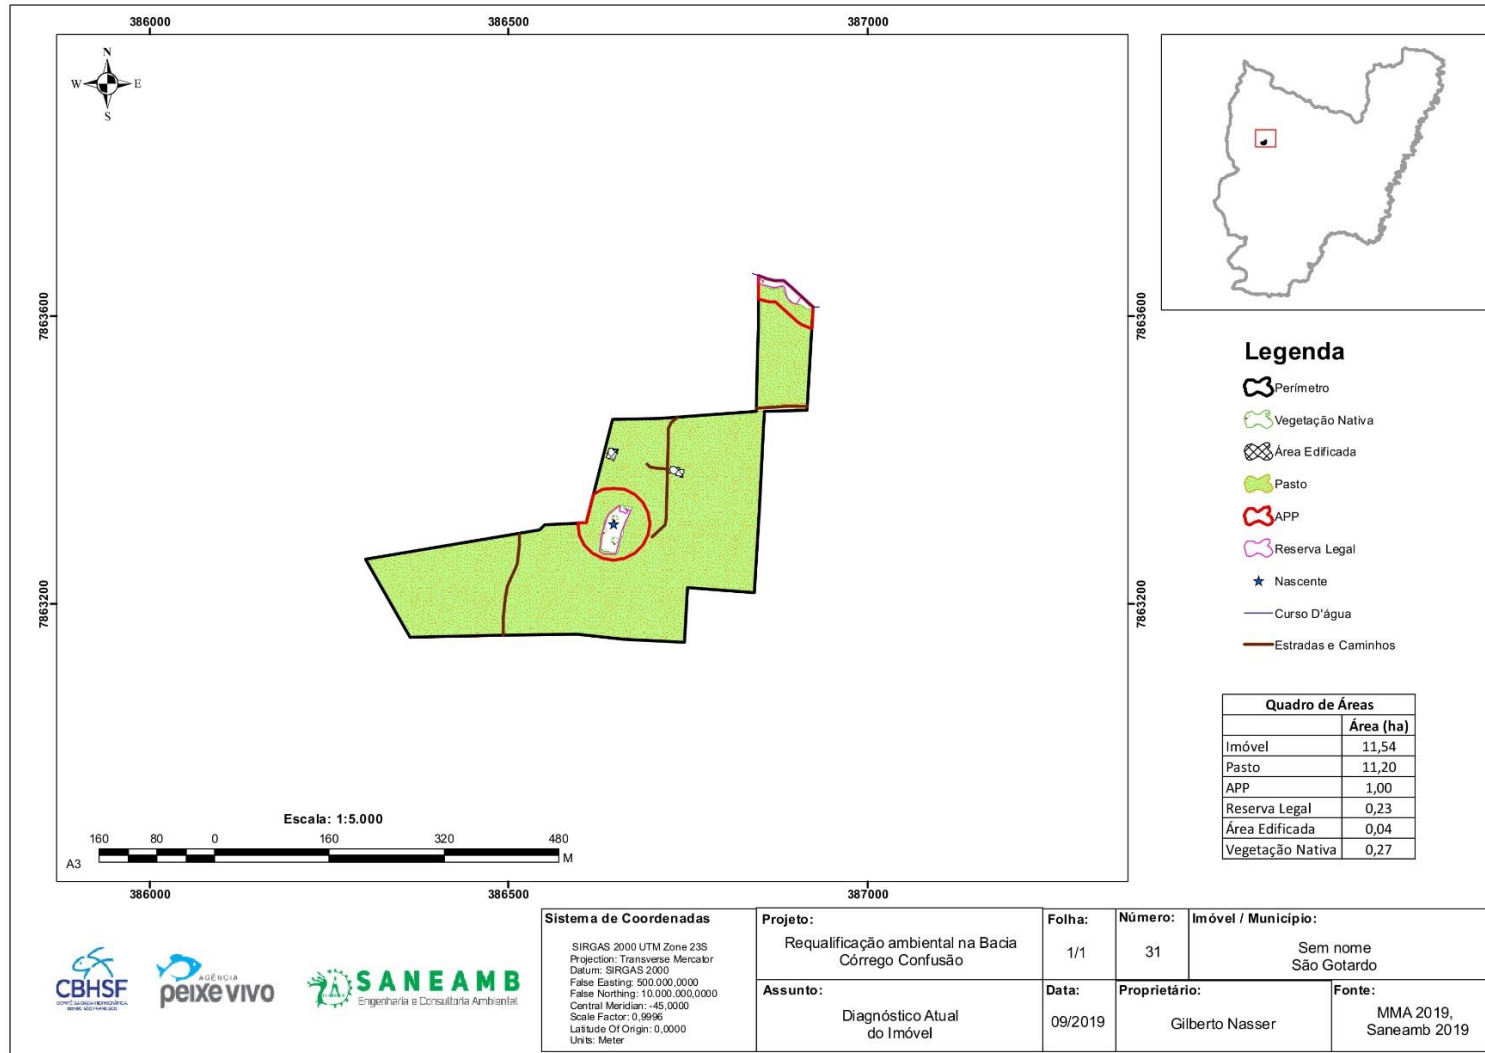 386000
386500
387000
N
W
E
S
7863600
7863600
7863200
7863200
Legenda
Perímetro
Vegetação Nativa
Área Edificada
Pasto
APP
Reserva Legal
Nascente
Curso D'água
Estradas e Caminhos
Quadro de Áreas
Área (ha)
Imóvel 11,54
Pasto 11,20
APP 1,00
Reserva Legal 0,23
Área Edificada 0,04
Vegetação Nativa 0,27
Escala: 1:5.000
160 80 0 160 320 480
M
A3
386000
386500
387000
CBHSF
AGÊNCIA
peixe vivo
SANEAMB
Engenharia e Consultoria Ambiental
Sistema de Coordenadas
SIRGAS 2000 UTM Zone 23S
Projection: Transverse Mercator
Datum: SIRGAS 2000
False Easting: 500.000,0000
False Northing: 10.000.000,0000
Central Meridian: -45,0000
Scale Factor: 0,9996
Latitude Of Origin: 0,0000
Units: Meter
Projeto:
Requalificação ambiental na Bacia
Córrego Confusão
Folha:
1/1
Número:
31
Imóvel / Município:
Sem nome
São Gotardo
Assunto:
Diagnóstico Atual
do Imóvel
Data:
09/2019
Proprietário:
Gilberto Nasser
Fonte:
MMA 2019,
Saneamb 2019